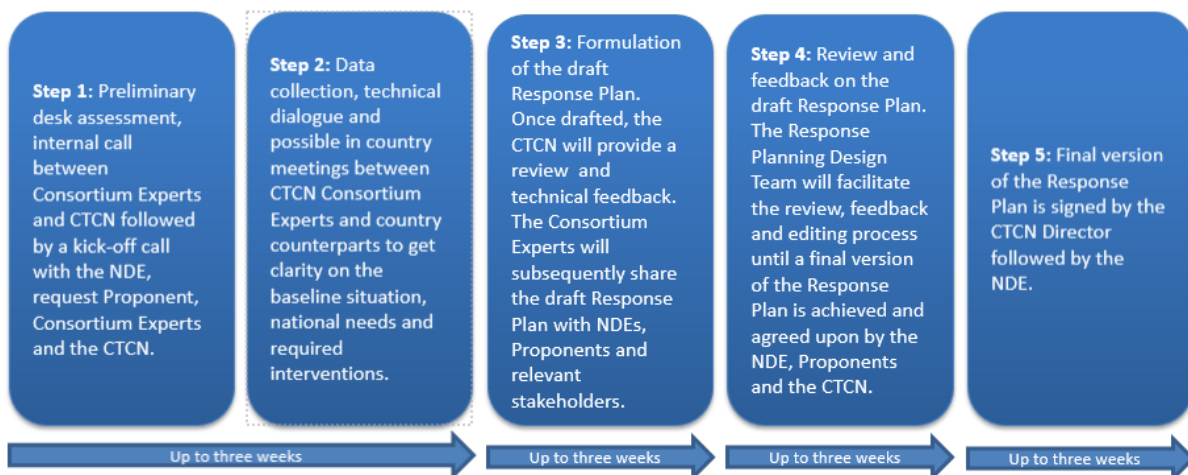 Step 1: Preliminary
desk assessment,
internal call
between
Consortium Experts
and CTCN followed
by a kick-off call
with the NDE,
request Proponent,
Consortium Experts
and the CTCN.
Step 2: Data
collection, technical
dialogue and
possible in country
meetings between
CTCN Consortium
Experts and country
counterparts to get
clarity on the
baseline situation,
national needs and
required
interventions.
Step 3: Formulation
of the draft
Response Plan.
Once drafted, the
CTCN will provide a
review and
technical feedback.
The Consortium
Experts will
subsequently share
the draft Response
Plan with NDEs,
Proponents and
relevant
stakeholders.
Step 4: Review and
feedback on the
draft Response Plan.
The Response
Planning Design
Team will facilitate
the review, feedback
and editing process
until a final version
of the Response
Plan is achieved and
agreed upon by the
NDE, Proponents
and the CTCN.
Step 5: Final version
of the Response
Plan is signed by the
CTCN Director
followed by the
NDE.
Up to three weeks
Up to three weeks
Up to three weeks
Up to three weeks